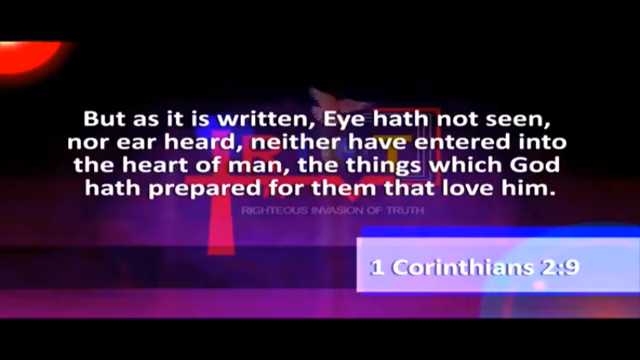 But as it is written, Eye hath not seen,
nor ear heard, neither have entered into
the heart of man, the things which God
hath prepared for them that love him.
RIGHTEOUS INVASION OF TRUTH
1 Corinthians 2:9